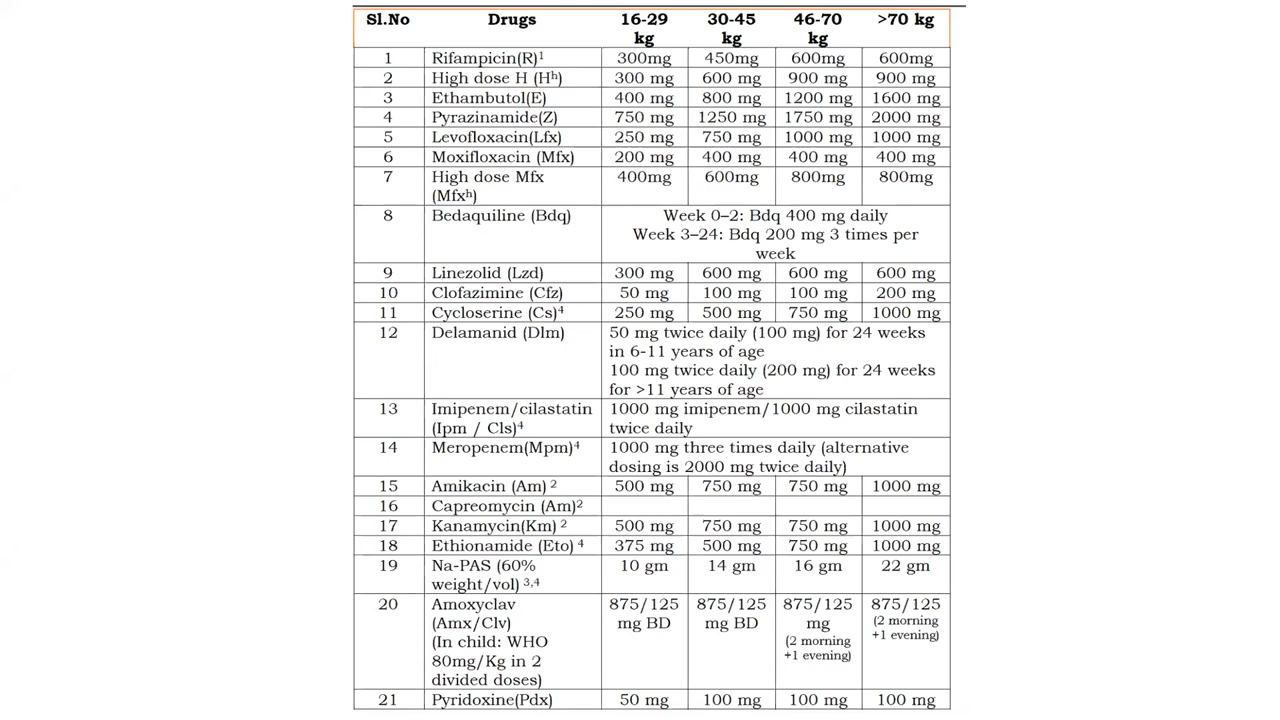 Sl.No Drugs 16-29 kg 30-45 kg 46-70 kg >70 kg
1 Rifampicin(R)¹ 300mg 450mg 600mg 600mg
2 High dose H (Hʰ) 300 mg 600 mg 900 mg 900 mg
3 Ethambutol(E) 400 mg 800 mg 1200 mg 1600 mg
4 Pyrazinamide(Z) 750 mg 1250 mg 1750 mg 2000 mg
5 Levofloxacin(Lfx) 250 mg 750 mg 1000 mg 1000 mg
6 Moxifloxacin (Mfx) 200 mg 400 mg 400 mg 400 mg
7 High dose Mfx 400mg 600mg 800mg 800mg
(Mfxʰ)
8 Bedaquiline (Bdq) Week 0–2: Bdq 400 mg daily
Week 3–24: Bdq 200 mg 3 times per
week
9 Linezolid (Lzd) 300 mg 600 mg 600 mg 600 mg
10 Clofazimine (Cfz) 50 mg 100 mg 100 mg 200 mg
11 Cycloserine (Cs)⁴ 250 mg 500 mg 750 mg 1000 mg
12 Delamanid (Dlm) 50 mg twice daily (100 mg) for 24 weeks
in 6-11 years of age
100 mg twice daily (200 mg) for 24 weeks
for >11 years of age
13 Imipenem/cilastatin 1000 mg imipenem/1000 mg cilastatin
(Ipm / Cls)⁴ twice daily
14 Meropenem(Mpm)⁴ 1000 mg three times daily (alternative
dosing is 2000 mg twice daily)
15 Amikacin (Am) ² 500 mg 750 mg 750 mg 1000 mg
16 Capreomycin (Am)²
17 Kanamycin(Km) ² 500 mg 750 mg 750 mg 1000 mg
18 Ethionamide (Eto) ⁴ 375 mg 500 mg 750 mg 1000 mg
19 Na-PAS (60% 10 gm 14 gm 16 gm 22 gm
weight/vol) ³,⁴
20 Amoxyclav 875/125 875/125 875/125 875/125
(Amx/Clv) mg BD mg BD mg (2 morning
(In child: WHO (2 morning +1 evening)
80mg/Kg in 2 +1 evening)
divided doses)
21 Pyridoxine(Pdx) 50 mg 100 mg 100 mg 100 mg